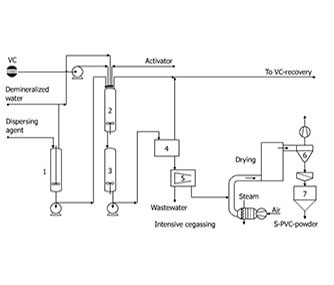 VC
Activator
To VC-recovery
Demineralized
water
Dispersing
agent
1
2
3
4
5
Drying
6
7
Steam
Air
Wastewater
Intensive cegassing
S-PVC-powder